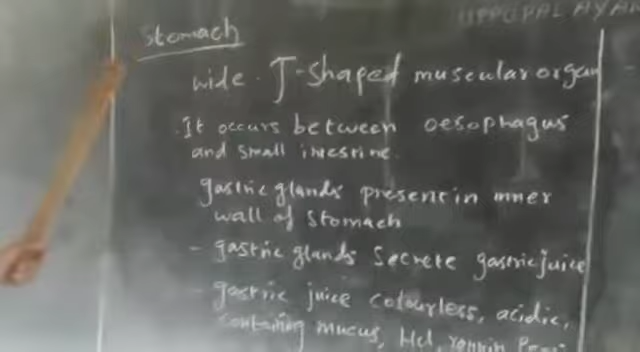 UPPUPALAYAM
Stomach
wide J-shaped muscular organ
It occurs between oesophagus
and small intestine.
gastric glands present in inner
wall of stomach
- gastric glands secrete gastric juice
- gastric juice colourless, acidic,
containing mucus, Hcl, rennin